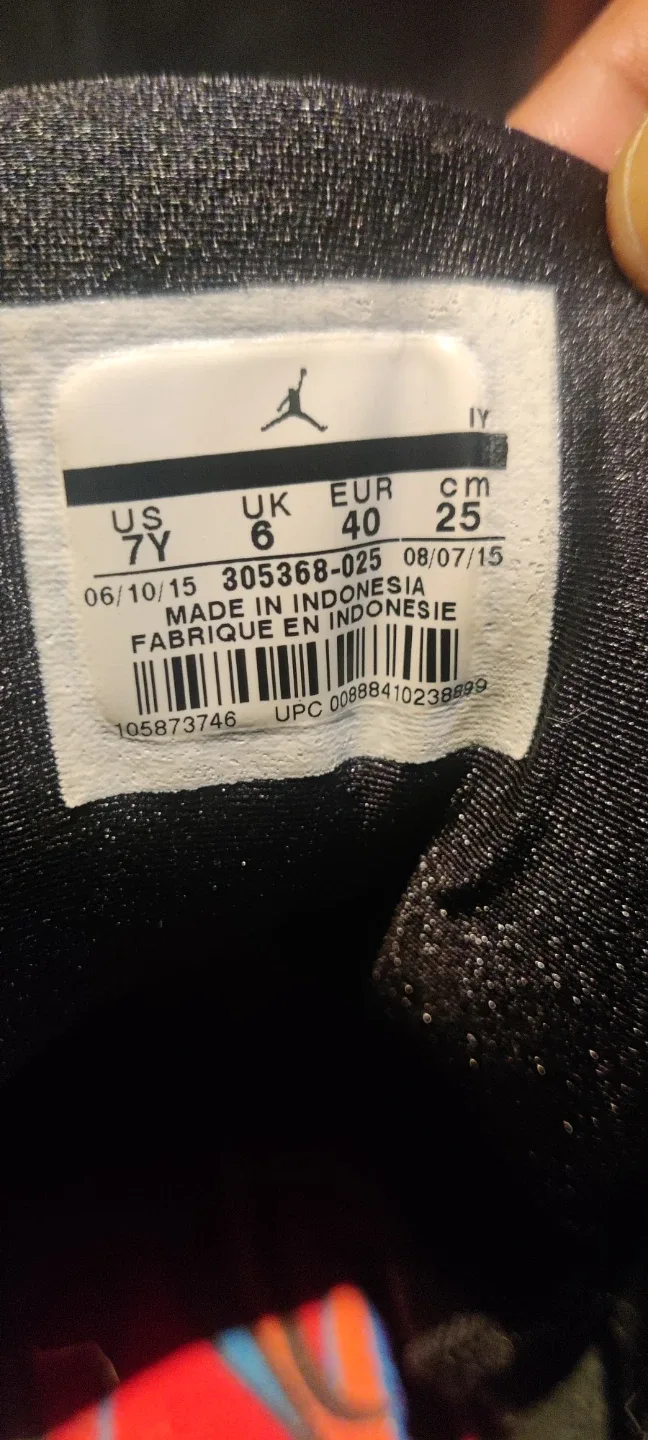 IY
US UK EUR cm
7Y 6 40 25
06/10/15 305368-025 08/07/15
MADE IN INDONESIA
FABRIQUE EN INDONESIE
105873746 UPC 00888410238899